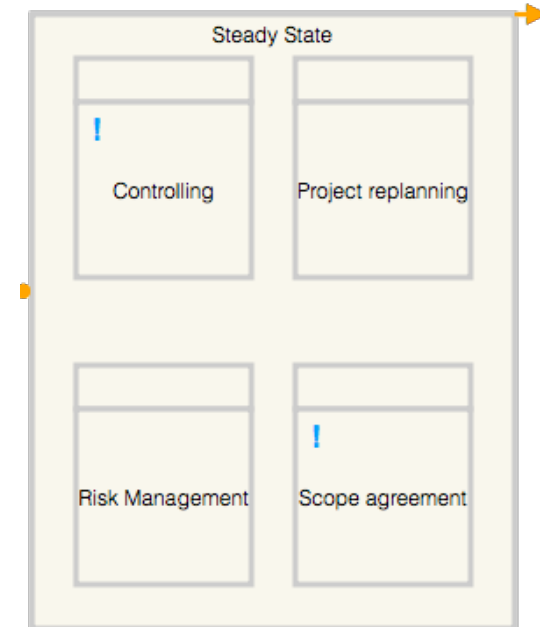 Steady State
!
Controlling
Project replanning
Risk Management
!
Scope agreement